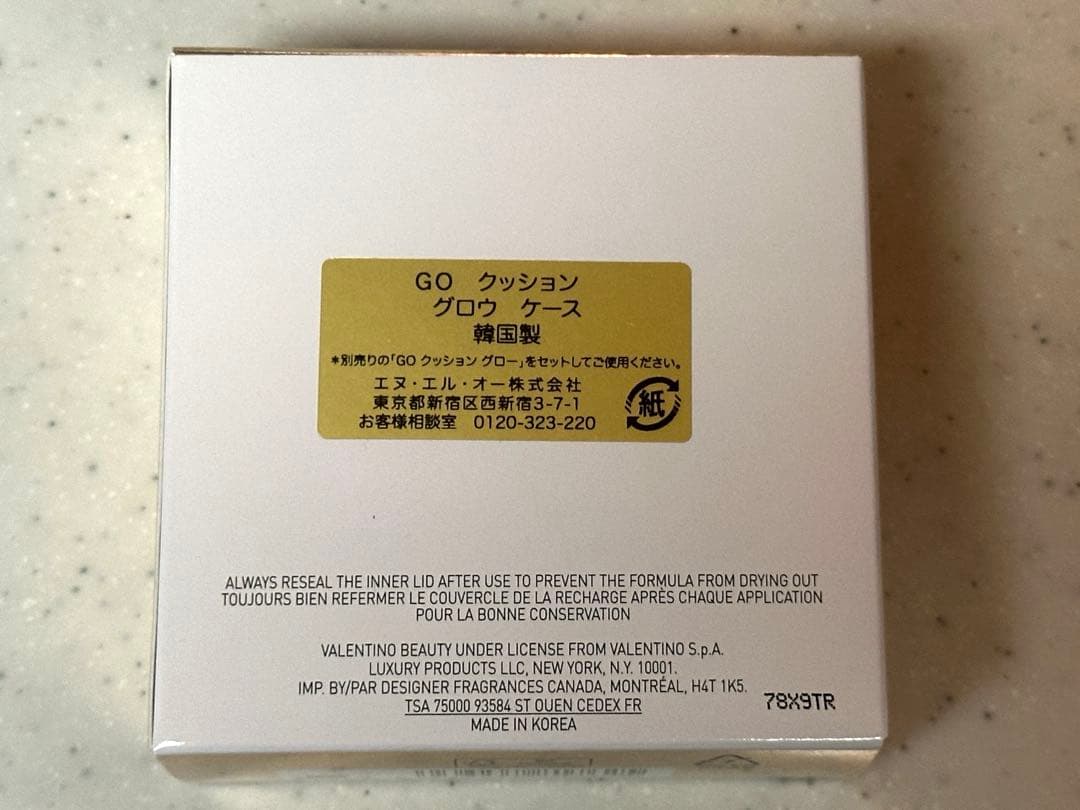 GO クッション
グロウ ケース
韓国製
*別売りの「GO クッション グロー」をセットしてご使用ください。
エヌ・エル・オー株式会社
東京都新宿区西新宿3-7-1
お客様相談室 0120-323-220
紙
ALWAYS RESEAL THE INNER LID AFTER USE TO PREVENT THE FORMULA FROM DRYING OUT
TOUJOURS BIEN REFERMER LE COUVERCLE DE LA RECHARGE APRÈS CHAQUE APPLICATION
POUR LA BONNE CONSERVATION
VALENTINO BEAUTY UNDER LICENSE FROM VALENTINO S.p.A.
LUXURY PRODUCTS LLC, NEW YORK, N.Y. 10001.
IMP. BY/PAR DESIGNER FRAGRANCES CANADA, MONTRÉAL, H4T 1K5.
TSA 75000 93584 ST OUEN CEDEX FR
MADE IN KOREA
78X9TR